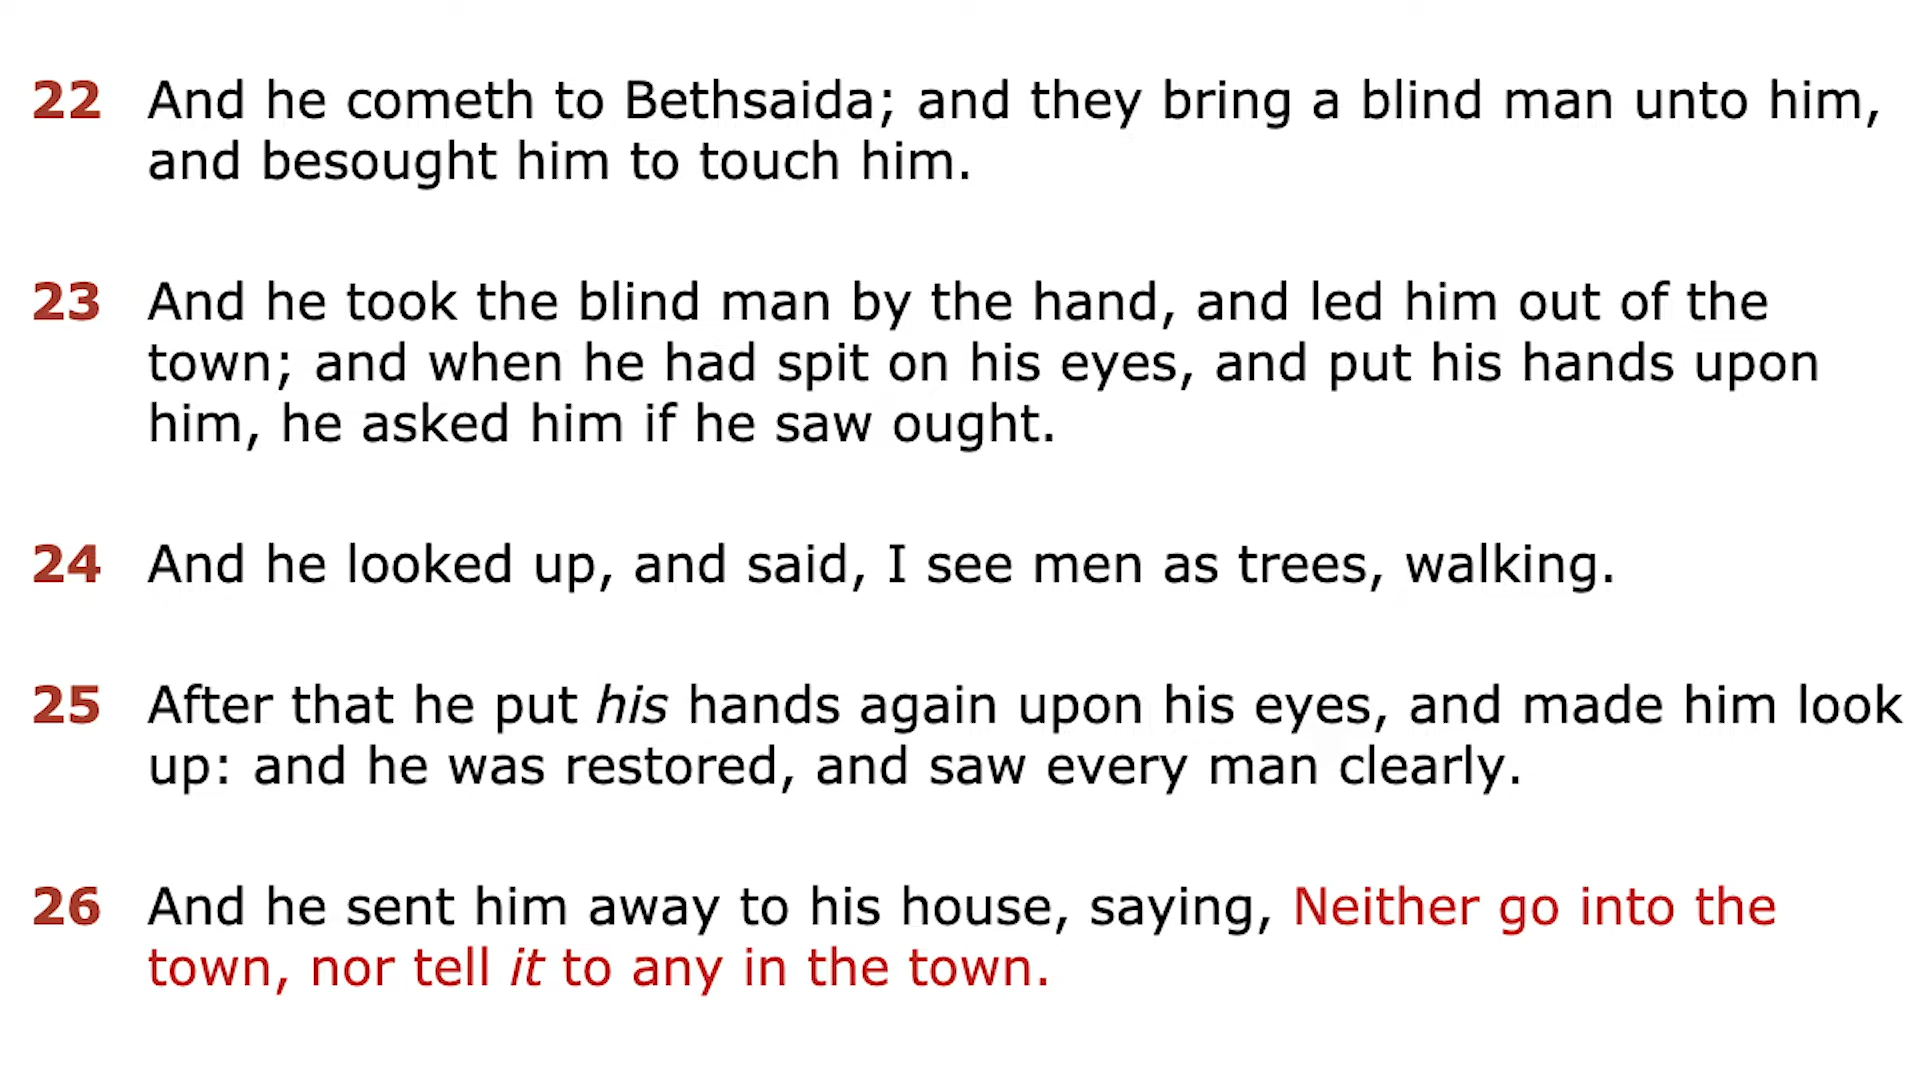 22 And he cometh to Bethsaida; and they bring a blind man unto him,
and besought him to touch him.
23 And he took the blind man by the hand, and led him out of the
town; and when he had spit on his eyes, and put his hands upon
him, he asked him if he saw ought.
24 And he looked up, and said, I see men as trees, walking.
25 After that he put his hands again upon his eyes, and made him look
up: and he was restored, and saw every man clearly.
26 And he sent him away to his house, saying, Neither go into the
town, nor tell it to any in the town.